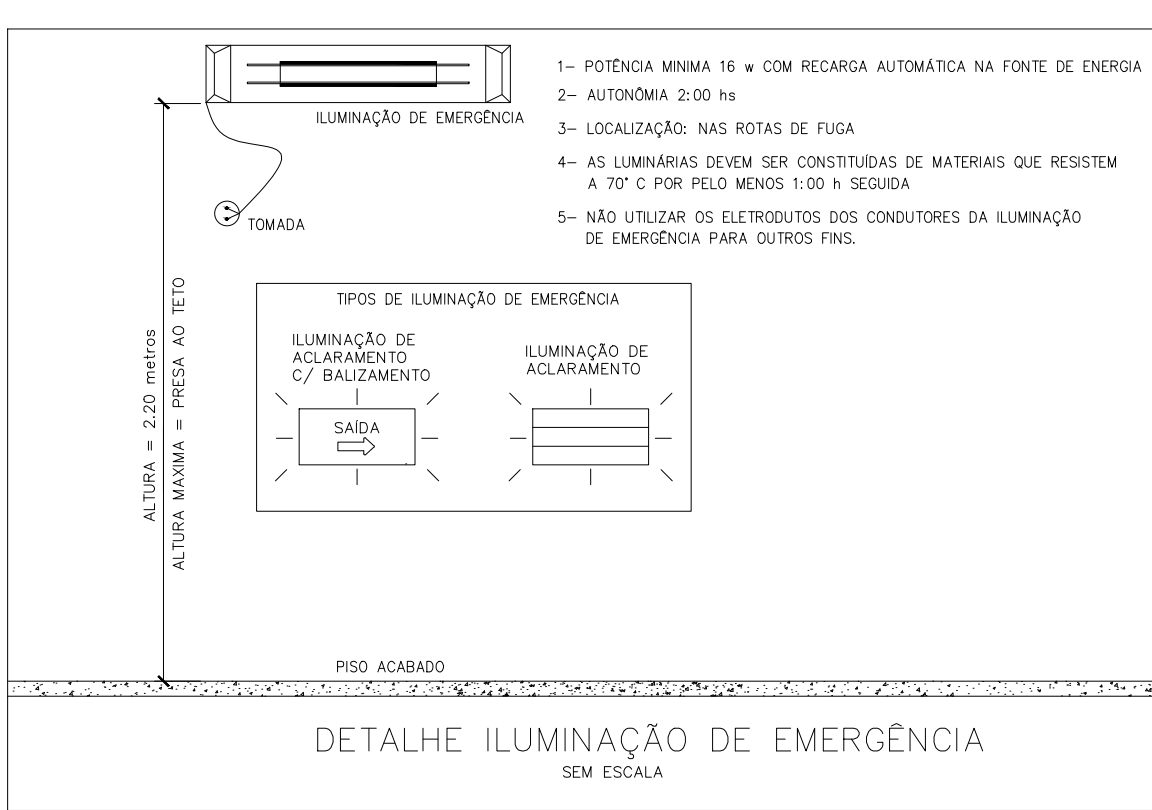 1- POTÊNCIA MINIMA 16 w COM RECARGA AUTOMÁTICA NA FONTE DE ENERGIA
2- AUTONÔMIA 2:00 hs
3- LOCALIZAÇÃO: NAS ROTAS DE FUGA
4- AS LUMINÁRIAS DEVEM SER CONSTITUÍDAS DE MATERIAIS QUE RESISTEM
A 70° C POR PELO MENOS 1:00 h SEGUIDA
5- NÃO UTILIZAR OS ELETRODUTOS DOS CONDUTORES DA ILUMINAÇÃO
DE EMERGÊNCIA PARA OUTROS FINS.
ILUMINAÇÃO DE EMERGÊNCIA
TOMADA
ALTURA = 2.20 metros
ALTURA MAXIMA = PRESA AO TETO
TIPOS DE ILUMINAÇÃO DE EMERGÊNCIA
ILUMINAÇÃO DE
ACLARAMENTO
C/ BALIZAMENTO
SAÍDA
ILUMINAÇÃO DE
ACLARAMENTO
PISO ACABADO
DETALHE ILUMINAÇÃO DE EMERGÊNCIA
SEM ESCALA